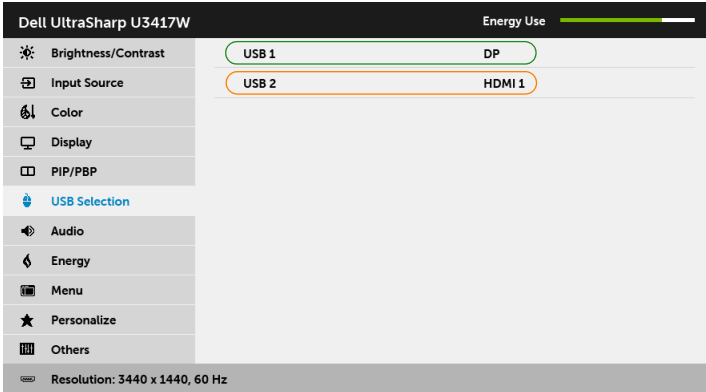 Dell UltraSharp U3417W
Energy Use
Brightness/Contrast
USB 1 DP
Input Source
USB 2 HDMI 1
Color
Display
PIP/PBP
USB Selection
Audio
Energy
Menu
Personalize
Others
Resolution: 3440 x 1440, 60 Hz